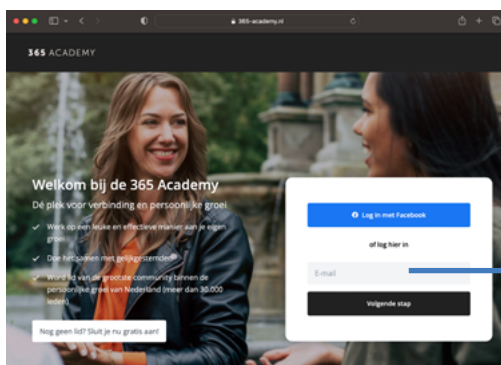 365-academy.nl
365 ACADEMY
Welkom bij de 365 Academy
Dé plek voor verbinding en persoonlijke groei
Werk op een leuke en effectieve manier aan je eigen
groei
Doe het samen met gelijkgestemden
Word lid van de grootste community binnen de
persoonlijke groei van Nederland (meer dan 30.000
leden)
Nog geen lid? Sluit je nu gratis aan!
Log in met Facebook
of log hier in
E-mail
Volgende stap